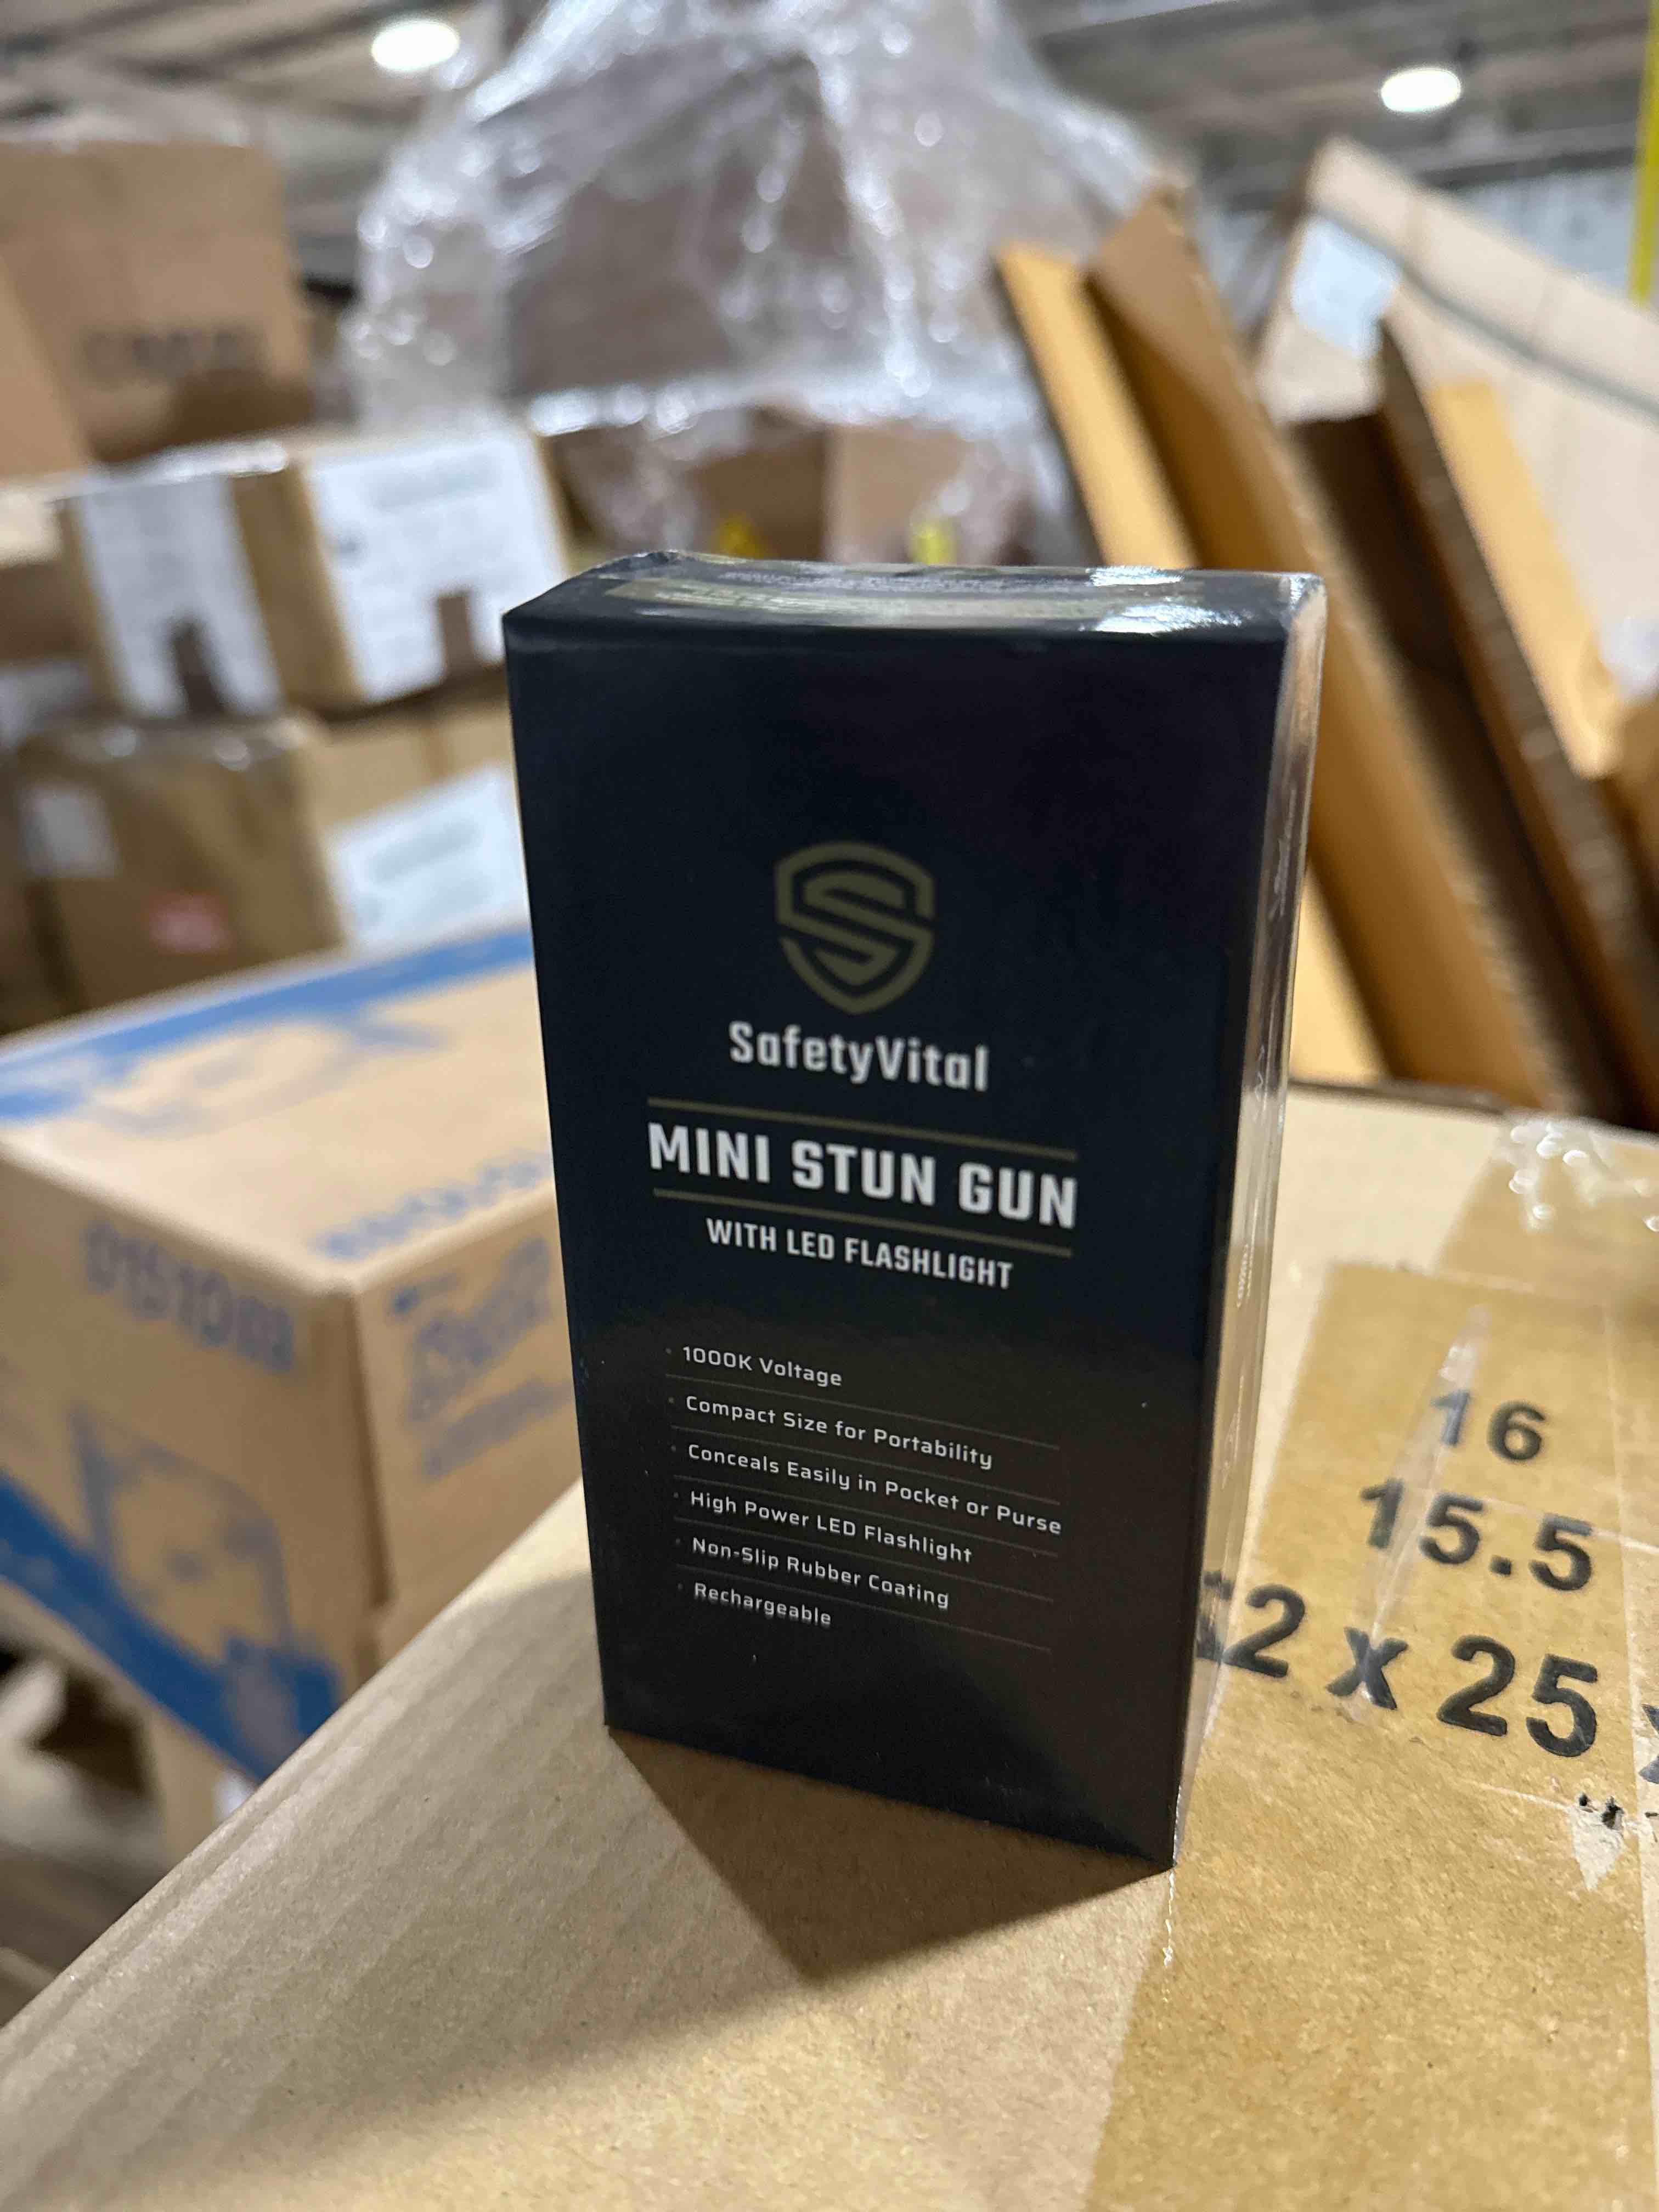 SafetyVital
MINI STUN GUN
WITH LED FLASHLIGHT
1000K Voltage
Compact Size for Portability
Conceals Easily in Pocket or Purse
High Power LED Flashlight
Non-Slip Rubber Coating
Rechargeable
16
15.5
x 25